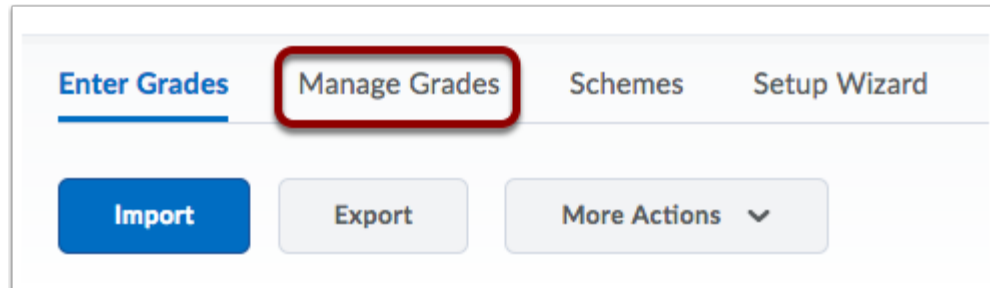 Enter Grades Manage Grades Schemes Setup Wizard
Import Export More Actions